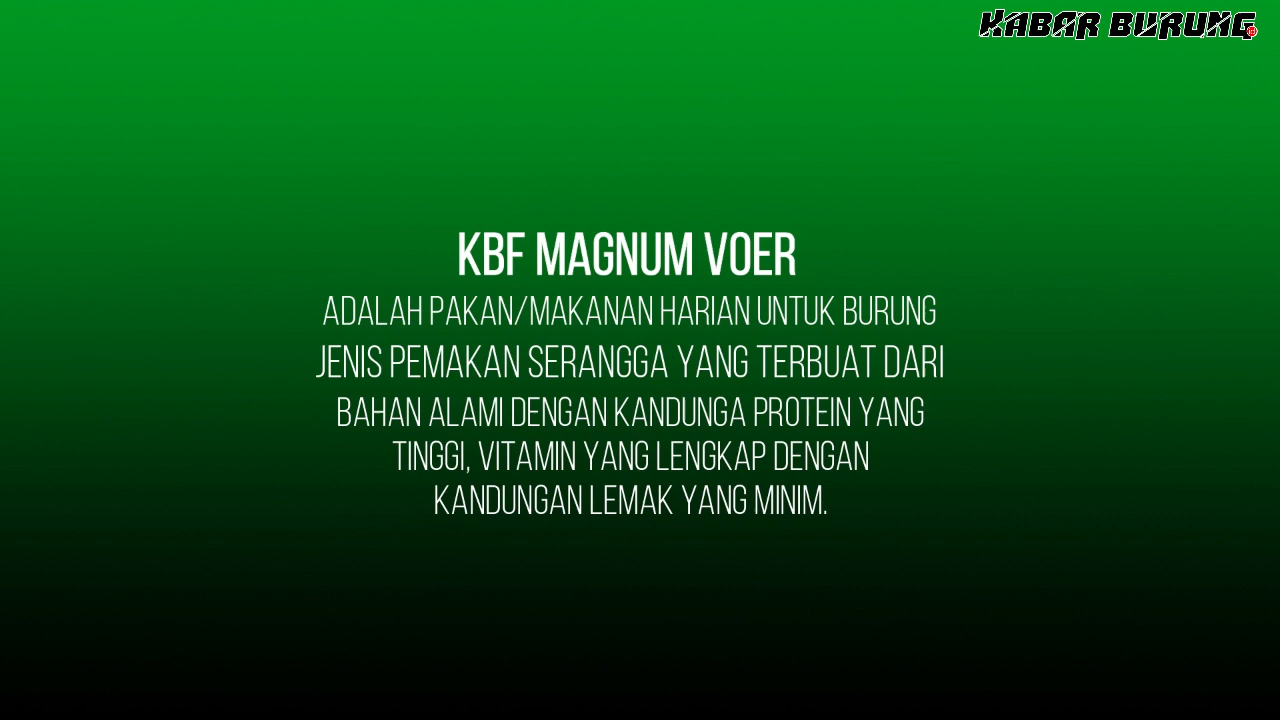 KABAR BURUNG
KBF MAGNUM VOER
ADALAH PAKAN/MAKANAN HARIAN UNTUK BURUNG
JENIS PEMAKAN SERANGGA YANG TERBUAT DARI
BAHAN ALAMI DENGAN KANDUNGA PROTEIN YANG
TINGGI, VITAMIN YANG LENGKAP DENGAN
KANDUNGAN LEMAK YANG MINIM.